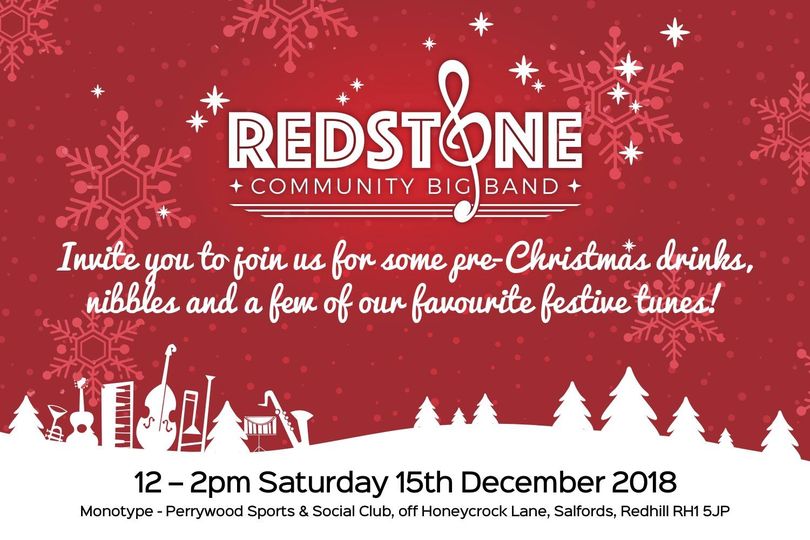 REDSTONE
COMMUNITY BIG BAND
Invite you to join us for some pre-Christmas drinks,
nibbles and a few of our favourite festive tunes!
12 – 2pm Saturday 15th December 2018
Monotype - Perrywood Sports & Social Club, off Honeycrock Lane, Salfords, Redhill RH1 5JP